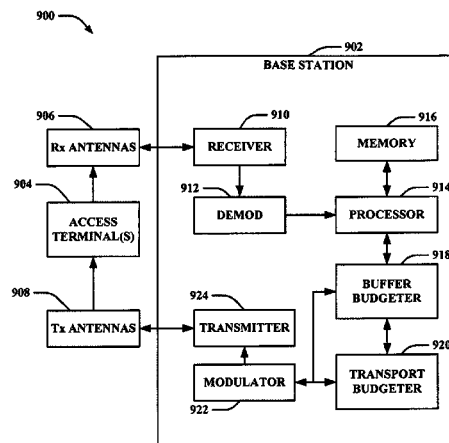 900
902
BASE STATION
906
Rx ANTENNAS
910
RECEIVER
916
MEMORY
904
ACCESS
TERMINAL(S)
912
DEMOD
914
PROCESSOR
908
Tx ANTENNAS
924
TRANSMITTER
918
BUFFER
BUDGETER
MODULATOR
922
920
TRANSPORT
BUDGETER